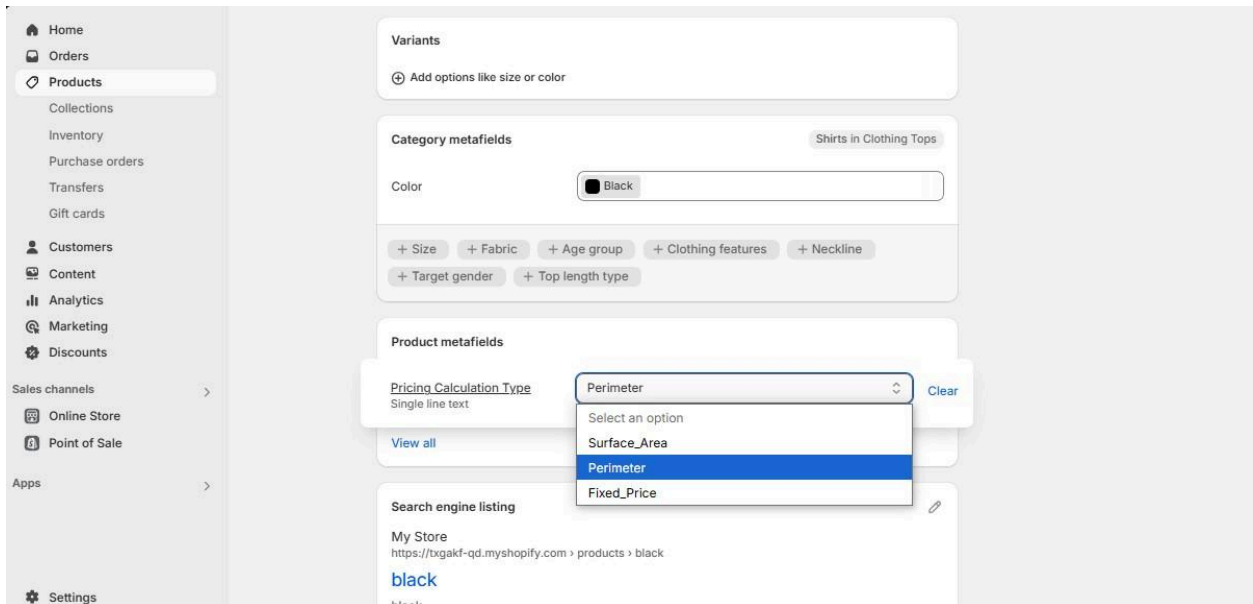 Home
Orders
Products
Collections
Inventory
Purchase orders
Transfers
Gift cards
Customers
Content
Analytics
Marketing
Discounts
Sales channels
Online Store
Point of Sale
Apps
Settings
Variants
Add options like size or color
Category metafields
Shirts in Clothing Tops
Color
Black
+ Size + Fabric + Age group + Clothing features + Neckline
+ Target gender + Top length type
Product metafields
Pricing Calculation Type
Single line text
Perimeter
Clear
Select an option
Surface_Area
Perimeter
Fixed_Price
View all
Search engine listing
My Store
https://txgakf-qd.myshopify.com › products › black
black